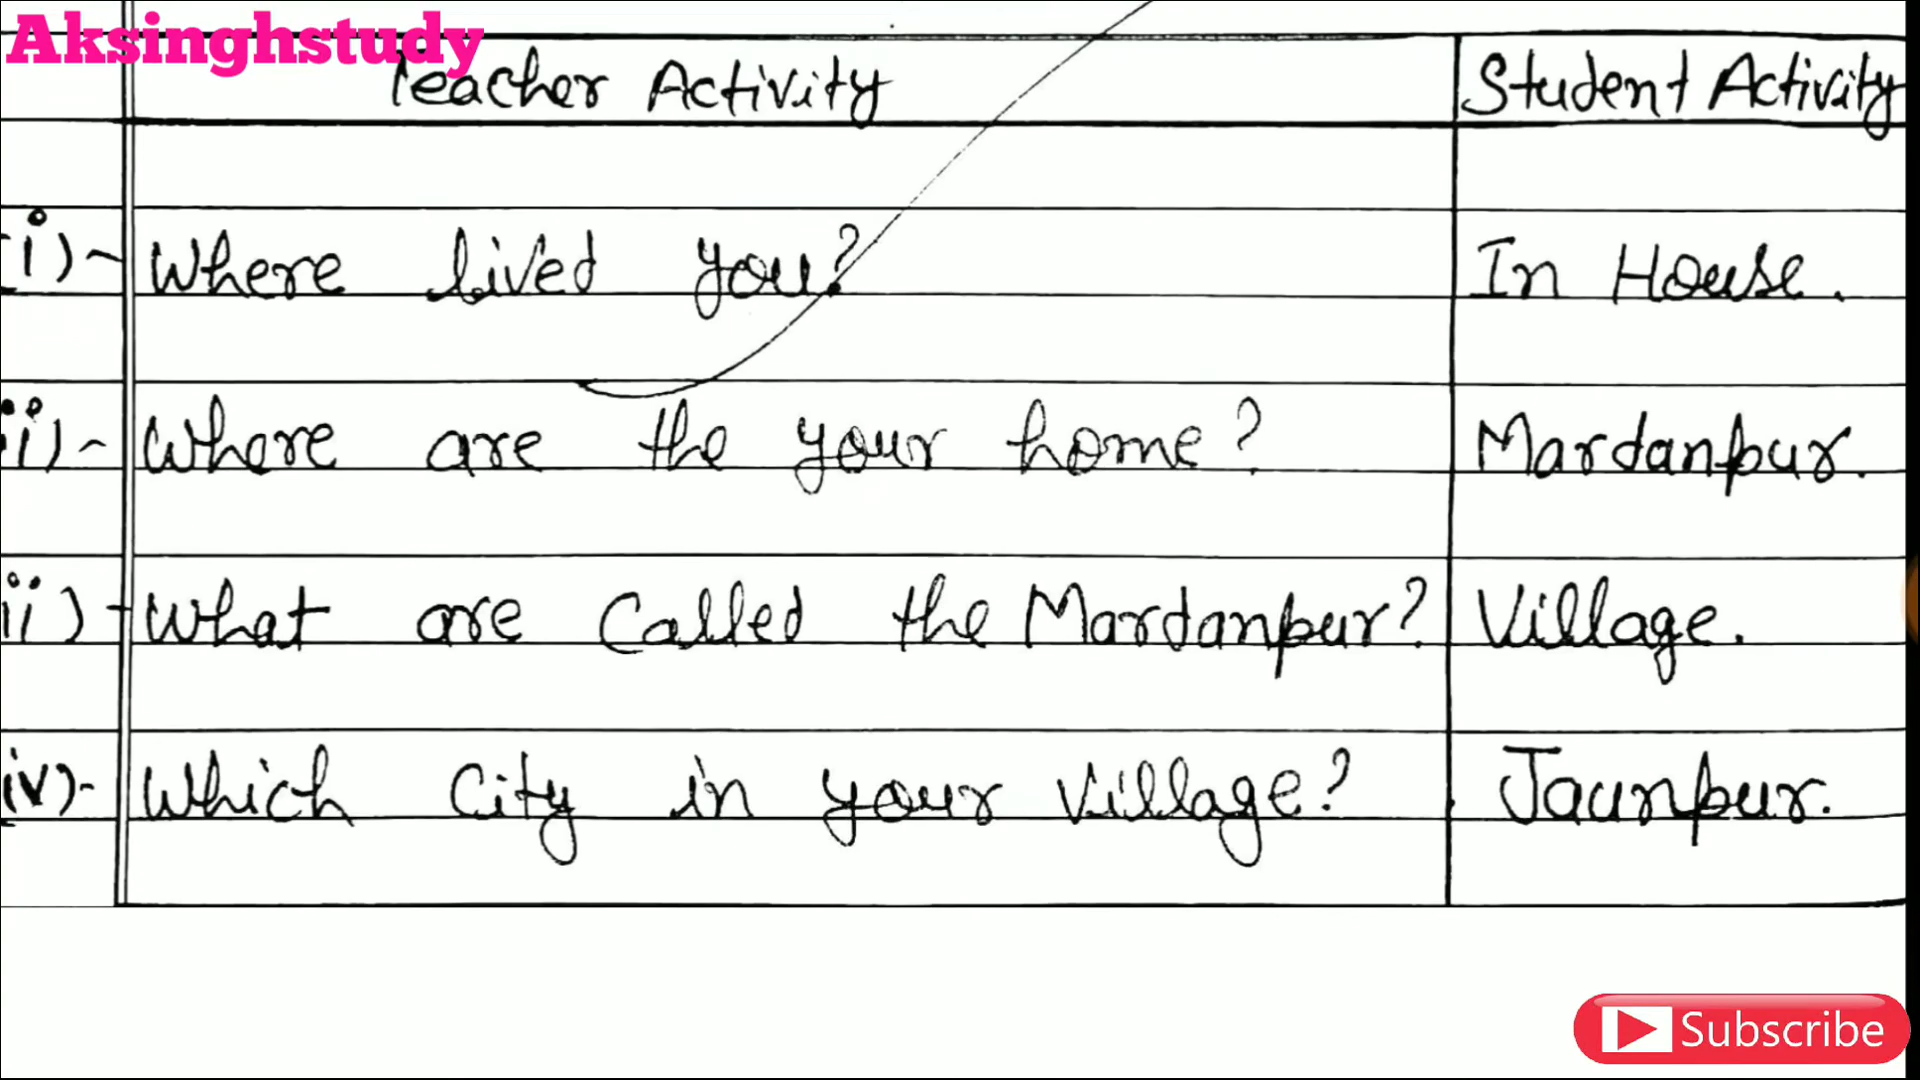 Aksinghstudy
Teacher Activity Student Activity
i) - Where lived you? In House.
ii) - Where are the your home? Mardanpur.
ii) - What are Called the Mardanpur? Village.
iv) - Which City in your Village? Jaunpur.
Subscribe